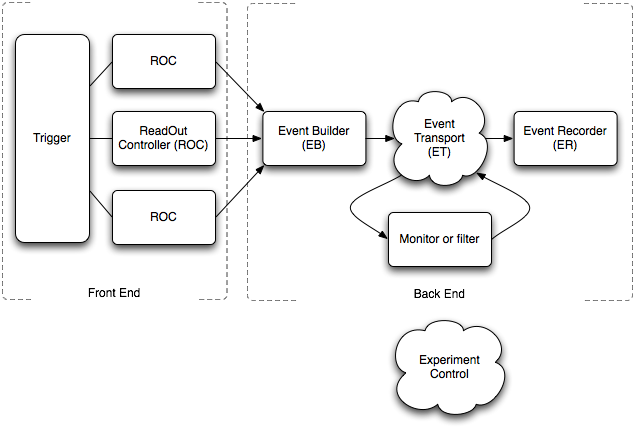 Trigger
ROC
ReadOut
Controller (ROC)
ROC
Front End
Event Builder
(EB)
Event
Transport
(ET)
Event Recorder
(ER)
Monitor or filter
Back End
Experiment
Control